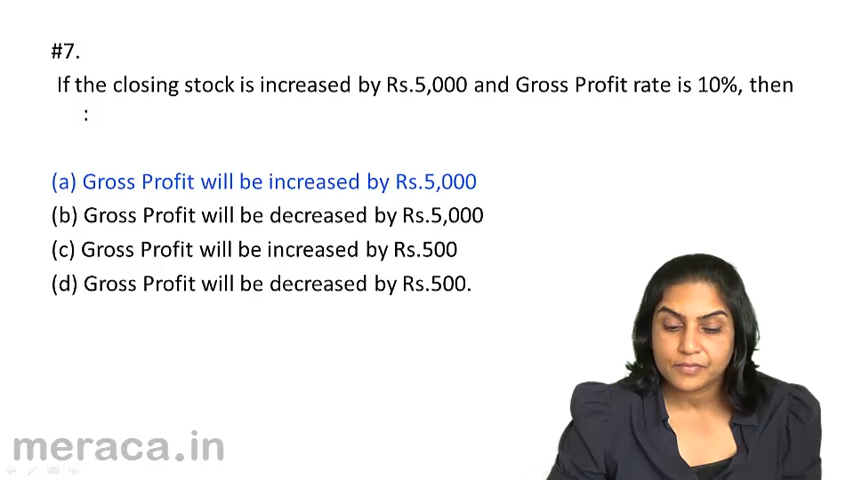 #7.
If the closing stock is increased by Rs.5,000 and Gross Profit rate is 10%, then
:
(a) Gross Profit will be increased by Rs.5,000
(b) Gross Profit will be decreased by Rs.5,000
(c) Gross Profit will be increased by Rs.500
(d) Gross Profit will be decreased by Rs.500.
meraca.in